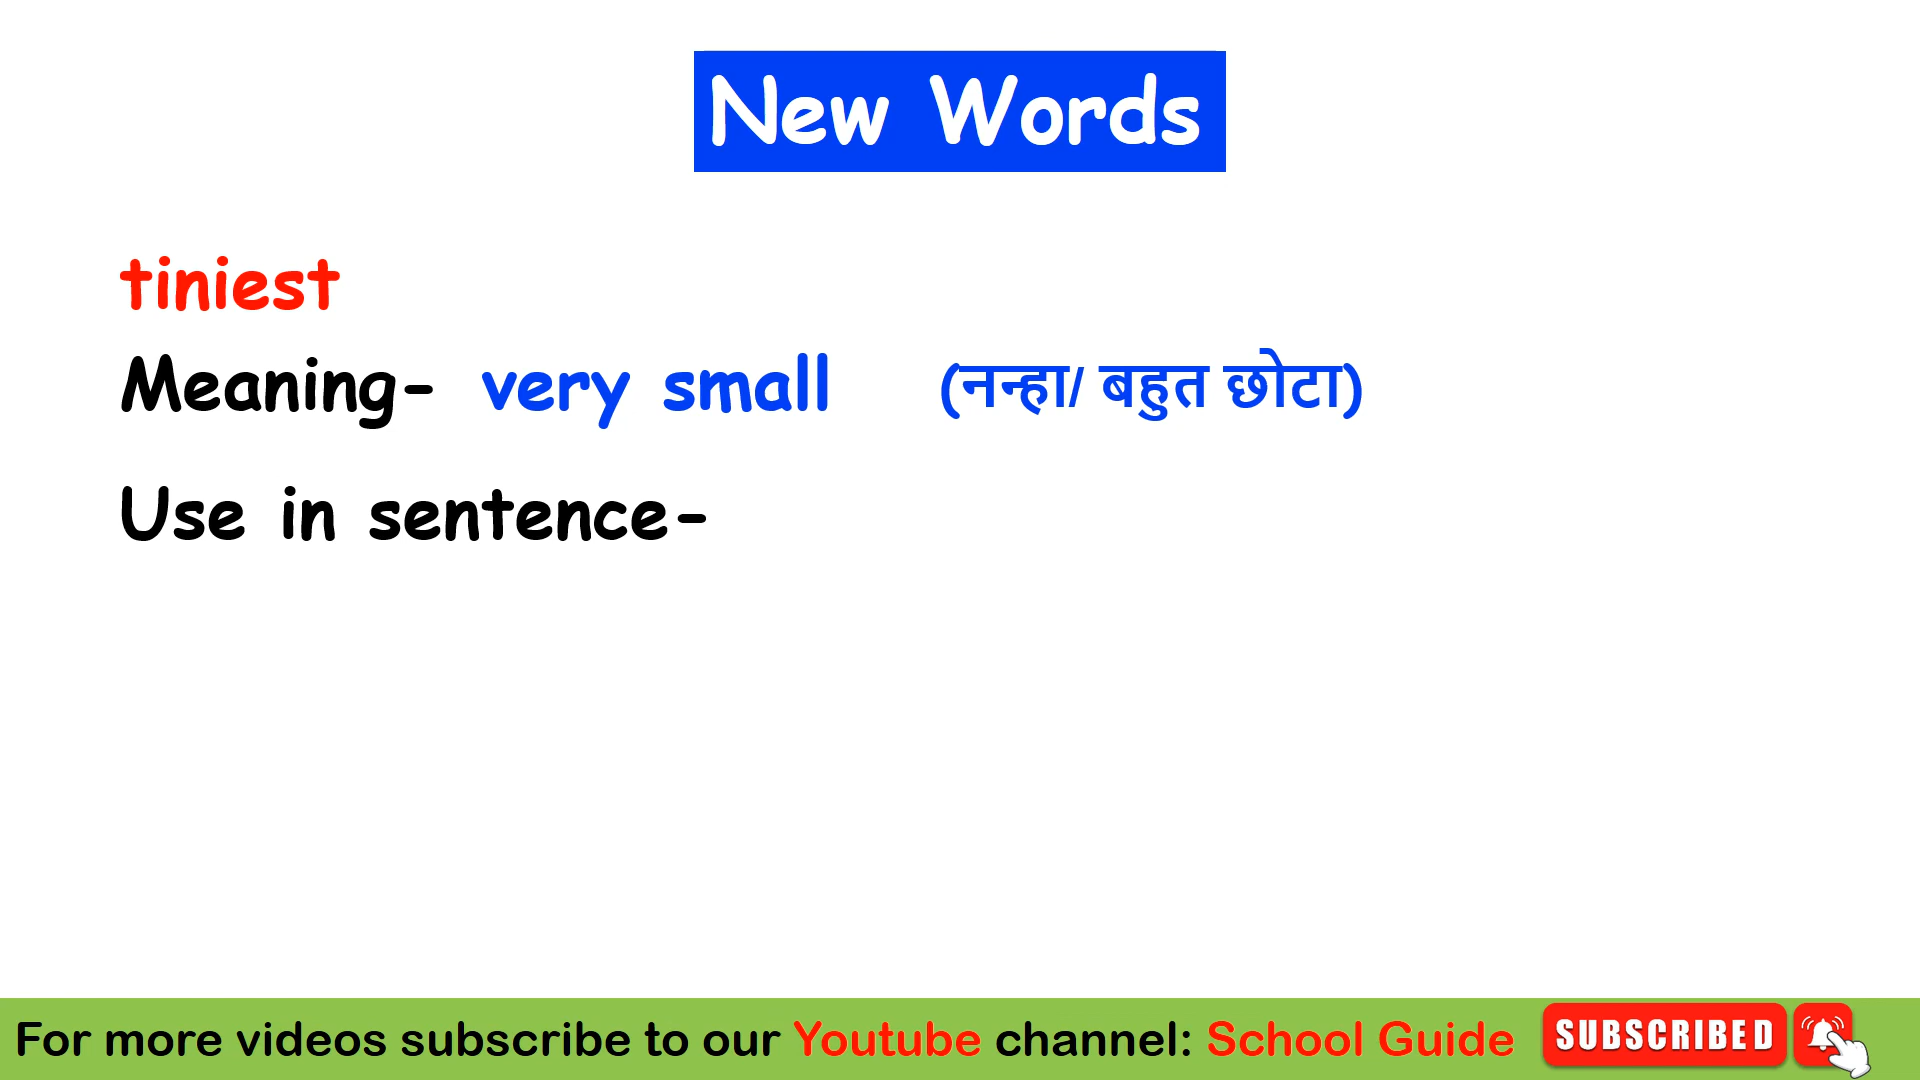 New Words
tiniest
Meaning- very small (नन्हा/ बहुत छोटा)
Use in sentence-
For more videos subscribe to our Youtube channel: School Guide SUBSCRIBED